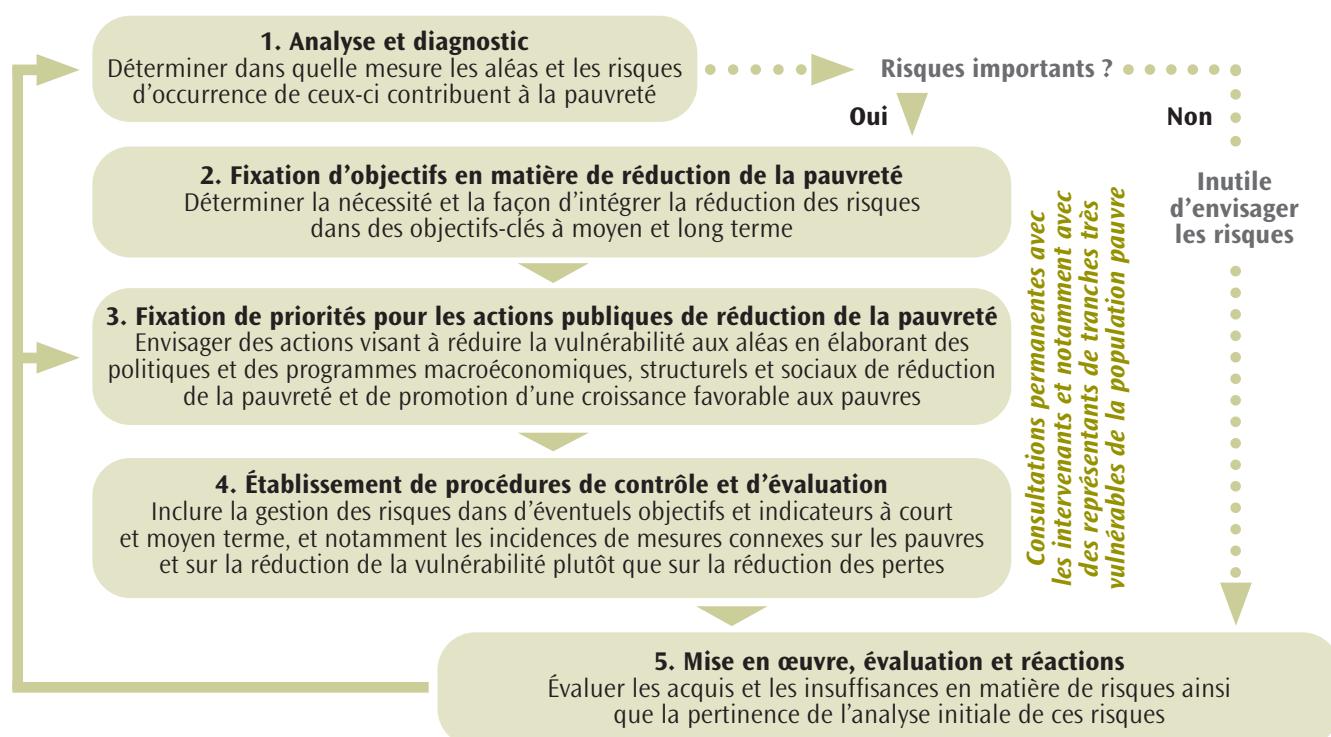 1. Analyse et diagnostic
Déterminer dans quelle mesure les aléas et les risques
d'occurrence de ceux-ci contribuent à la pauvreté
Risques importants ?
Oui
Non
2. Fixation d'objectifs en matière de réduction de la pauvreté
Déterminer la nécessité et la façon d'intégrer la réduction des risques
dans des objectifs-clés à moyen et long terme
Inutile
d'envisager
les risques
3. Fixation de priorités pour les actions publiques de réduction de la pauvreté
Envisager des actions visant à réduire la vulnérabilité aux aléas en élaborant des
politiques et des programmes macroéconomiques, structurels et sociaux de réduction
de la pauvreté et de promotion d'une croissance favorable aux pauvres
4. Établissement de procédures de contrôle et d'évaluation
Inclure la gestion des risques dans d'éventuels objectifs et indicateurs à court
et moyen terme, et notamment les incidences de mesures connexes sur les pauvres
et sur la réduction de la vulnérabilité plutôt que sur la réduction des pertes
Consultations permanentes avec
les intervenants et notamment avec
des représentants de tranches très
vulnérables de la population pauvre
5. Mise en œuvre, évaluation et réactions
Évaluer les acquis et les insuffisances en matière de risques ainsi
que la pertinence de l'analyse initiale de ces risques